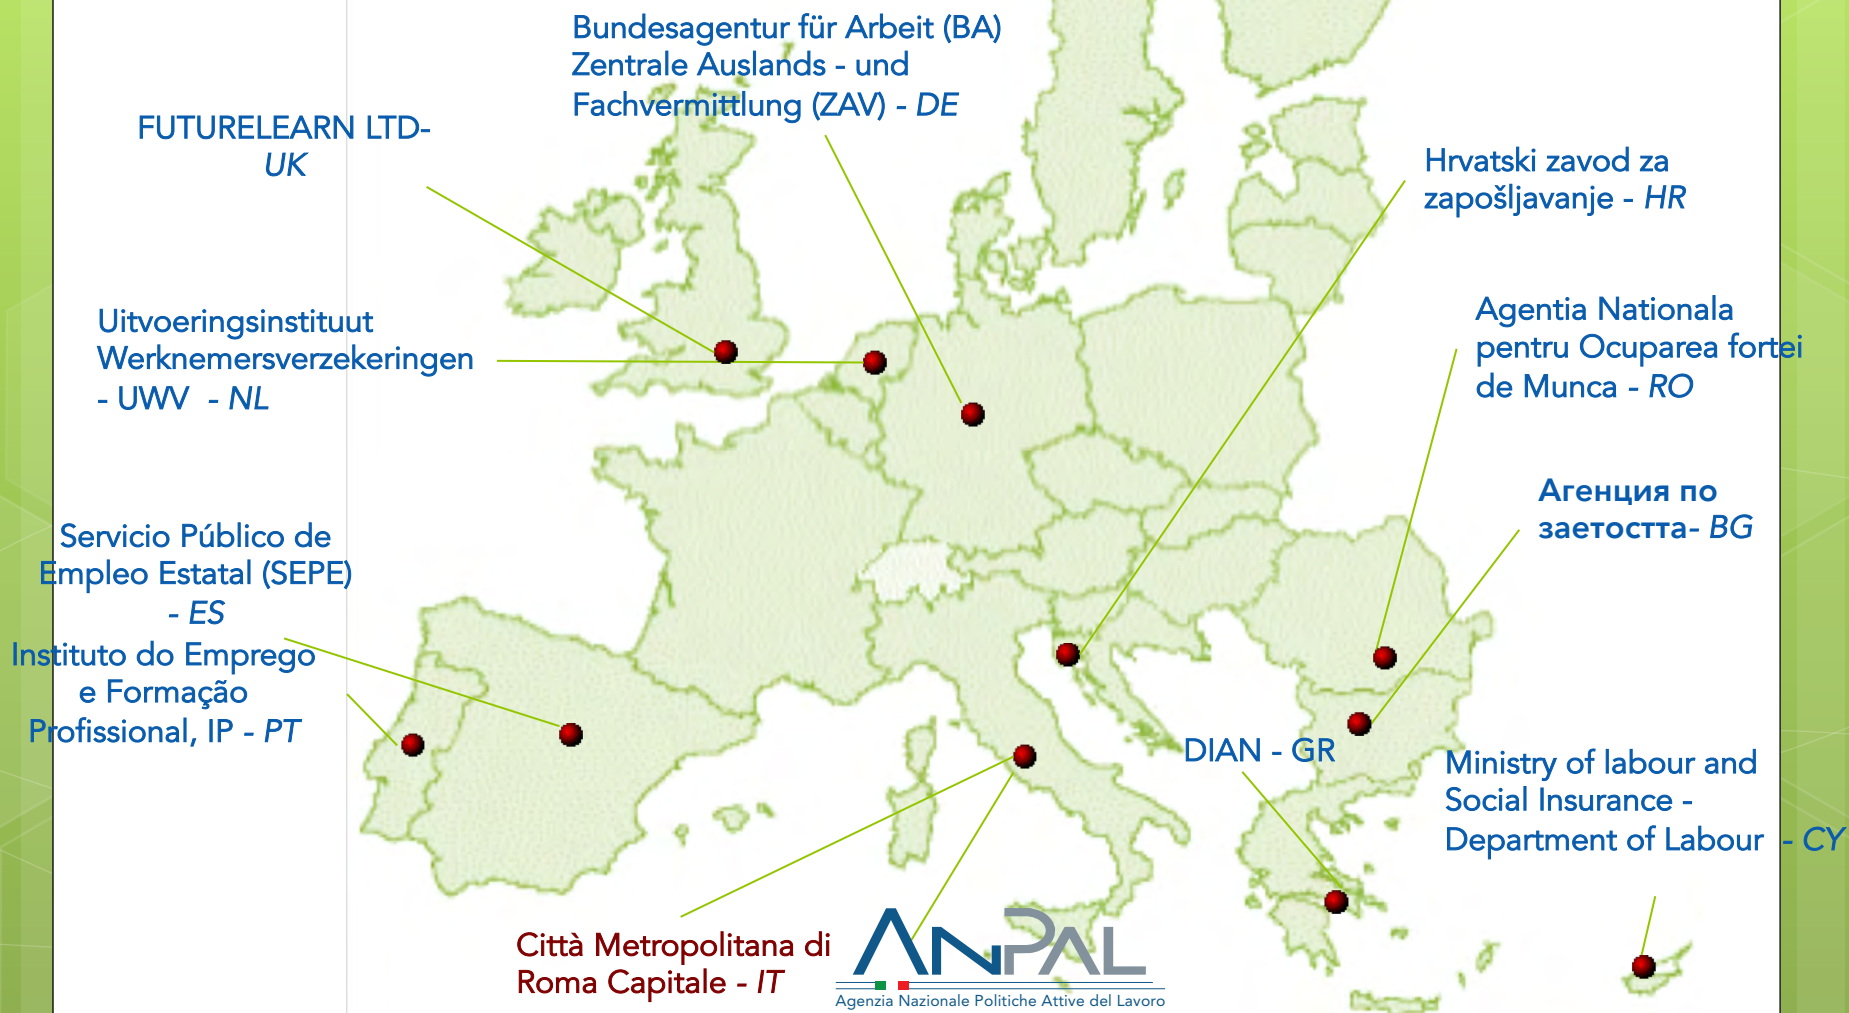 Bundesagentur für Arbeit (BA)
Zentrale Auslands - und
Fachvermittlung (ZAV) - DE
FUTURELEARN LTD-
UK
Hrvatski zavod za
zapošljavanje - HR
Uitvoeringsinstituut
Werknemersverzekeringen
- UWV - NL
Agentia Nationala
pentru Ocuparea fortei
de Munca - RO
Агенция по
заетостта- BG
Servicio Público de
Empleo Estatal (SEPE)
- ES
Instituto do Emprego
e Formação
Profissional, IP - PT
DIAN - GR
Ministry of labour and
Social Insurance -
Department of Labour - CY
Città Metropolitana di
Roma Capitale - IT
ANPAL
Agenzia Nazionale Politiche Attive del Lavoro